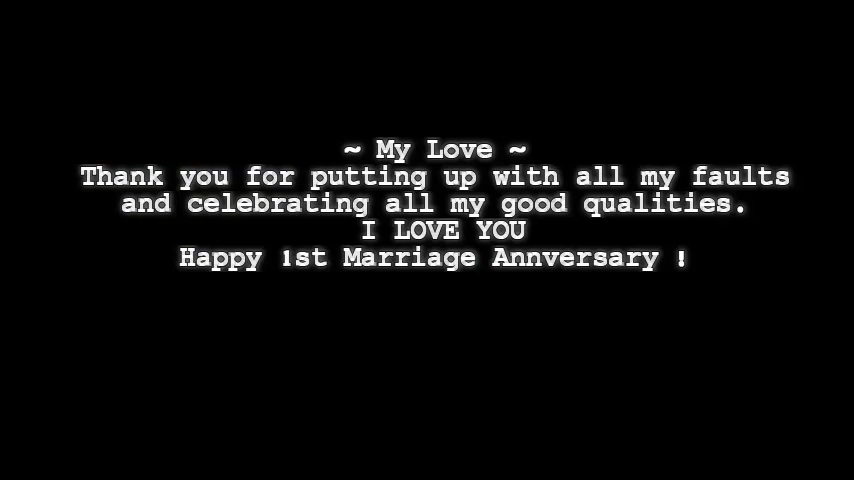 ~ My Love ~
Thank you for putting up with all my faults
and celebrating all my good qualities.
I LOVE YOU
Happy 1st Marriage Annversary !